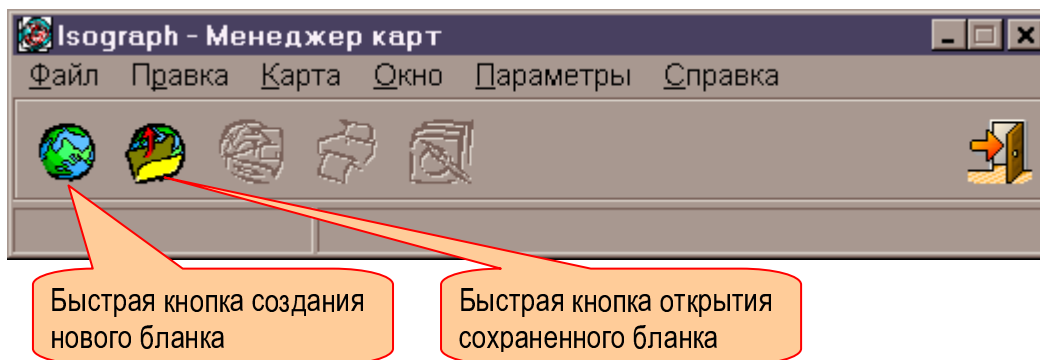 Isograph - Менеджер карт
Файл Правка Карта Окно Параметры Справка
Быстрая кнопка создания
нового бланка
Быстрая кнопка открытия
сохраненного бланка